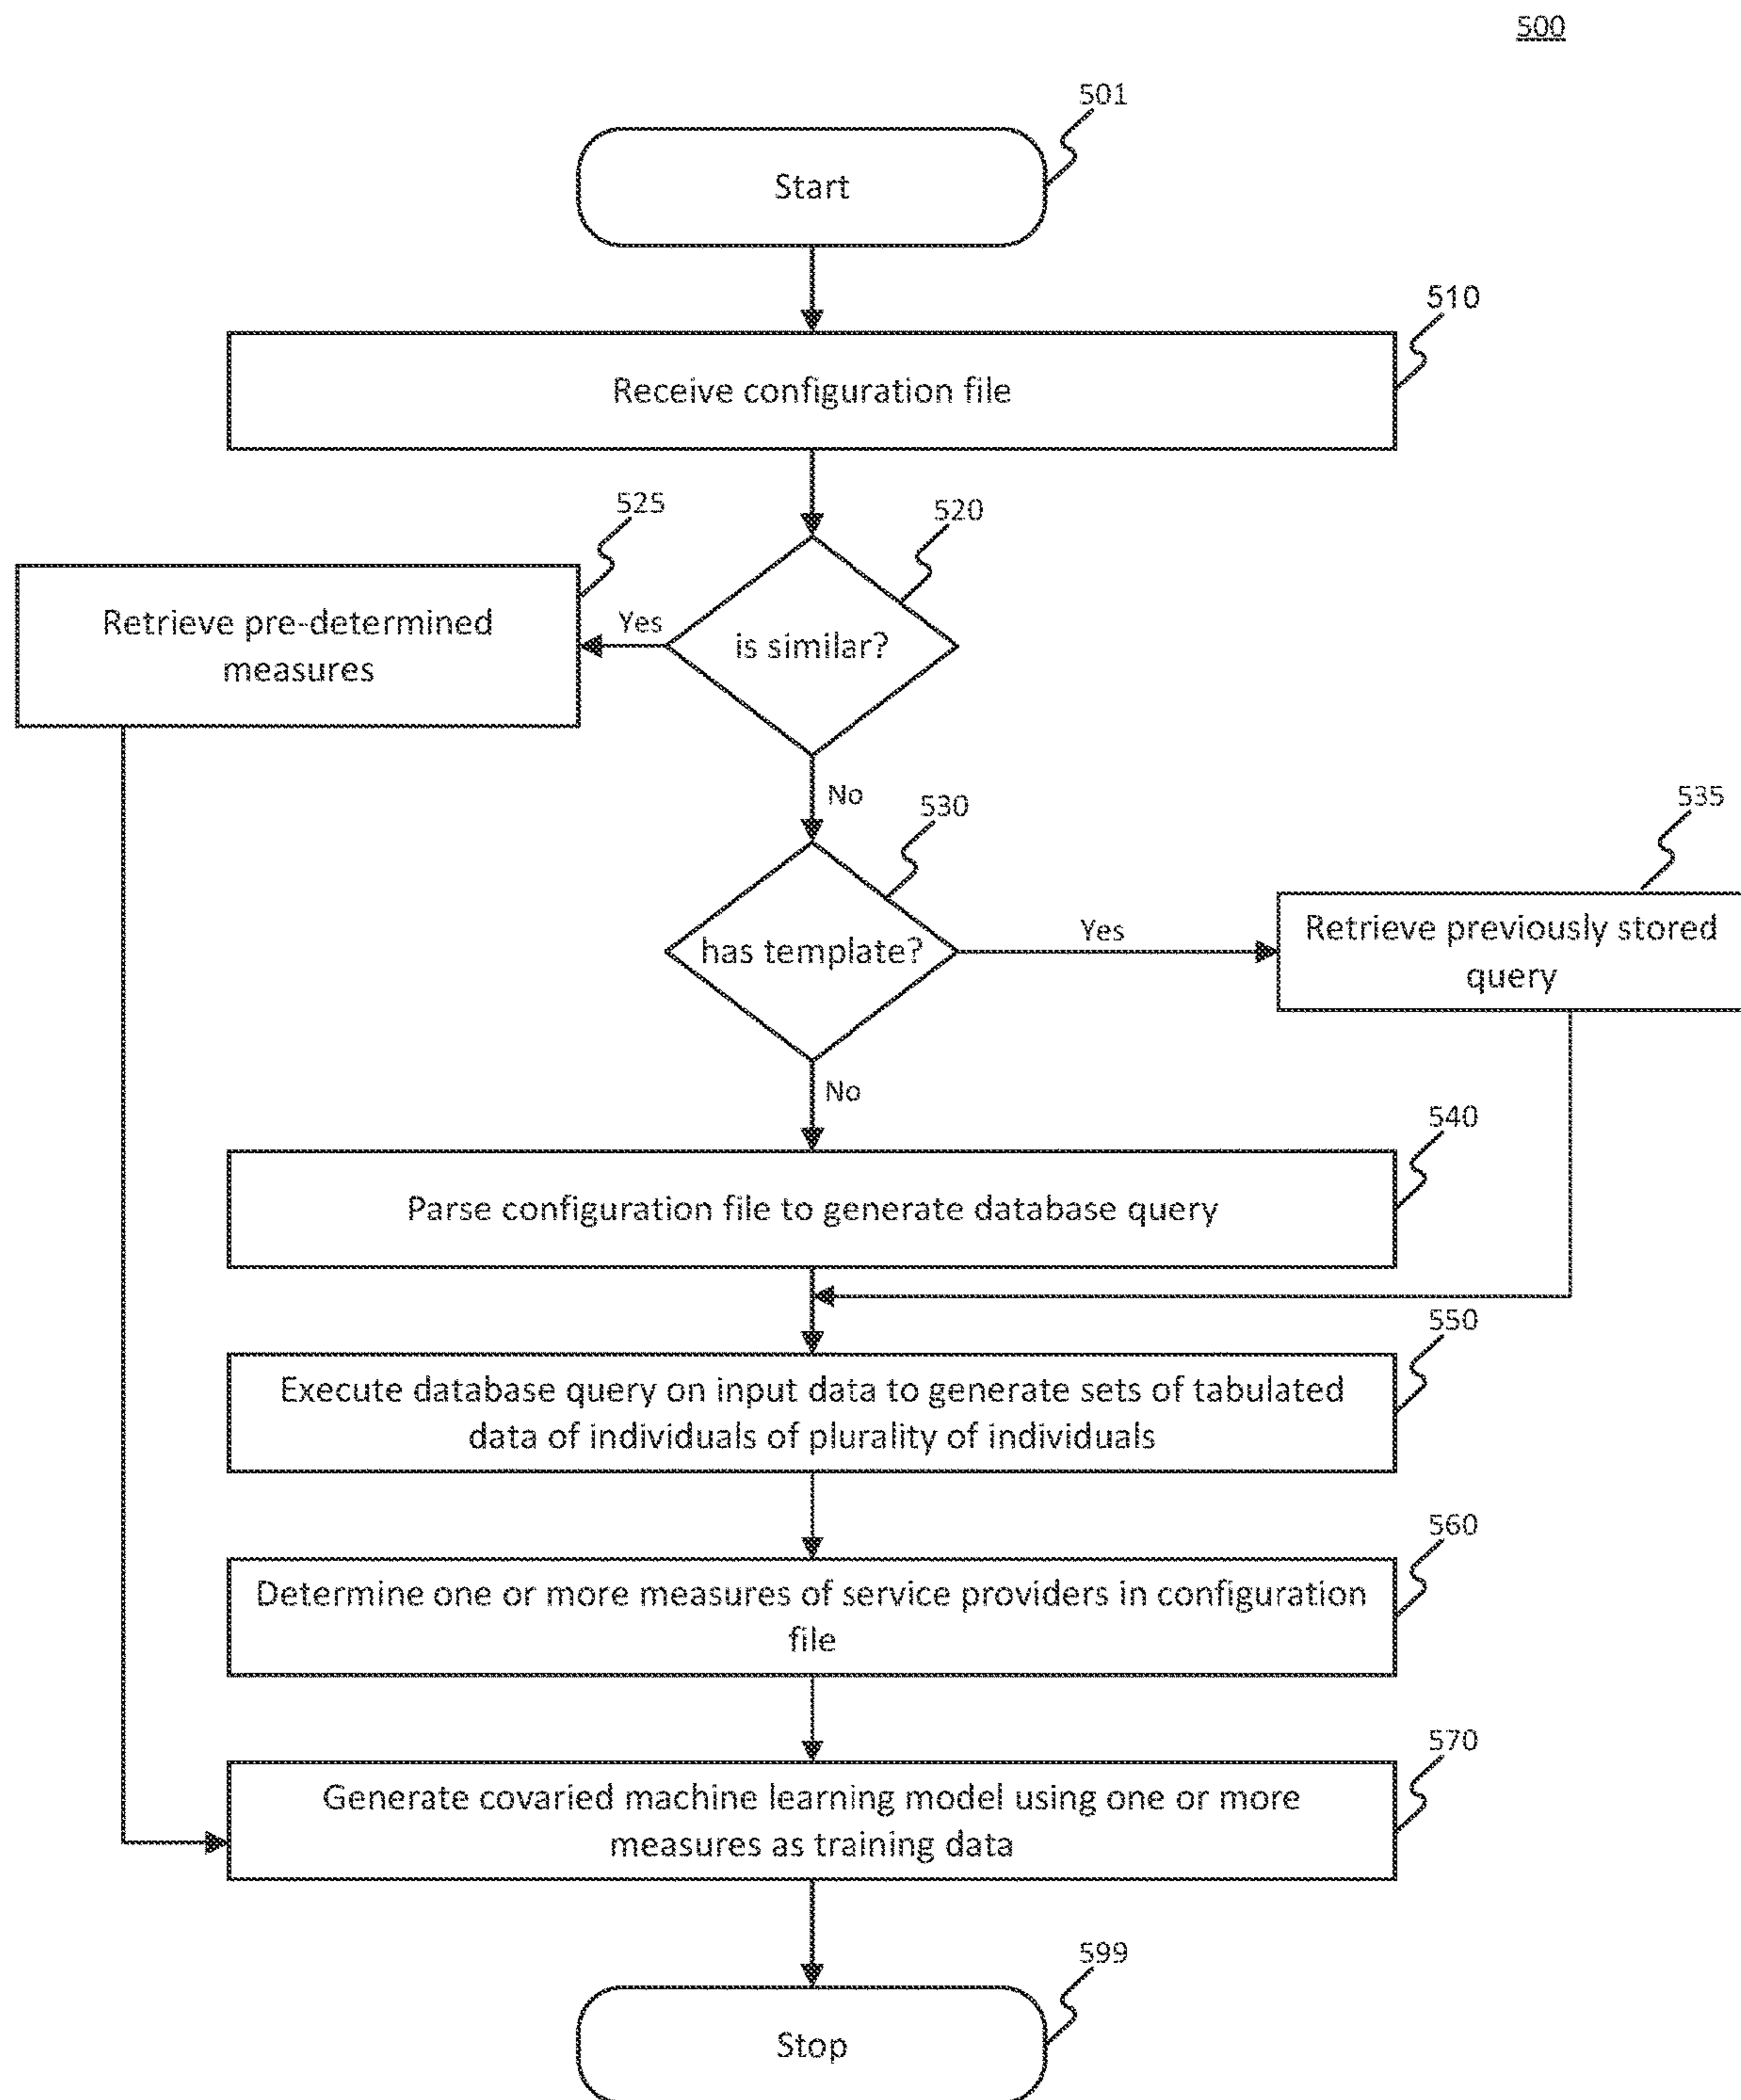 500
501
Start
510
Receive configuration file
525
520
Retrieve pre-determined
measures
Yes
is similar?
No
530
535
has template?
Yes
Retrieve previously stored
query
No
540
Parse configuration file to generate database query
550
Execute database query on input data to generate sets of tabulated
data of individuals of plurality of individuals
560
Determine one or more measures of service providers in configuration
file
570
Generate covaried machine learning model using one or more
measures as training data
599
Stop